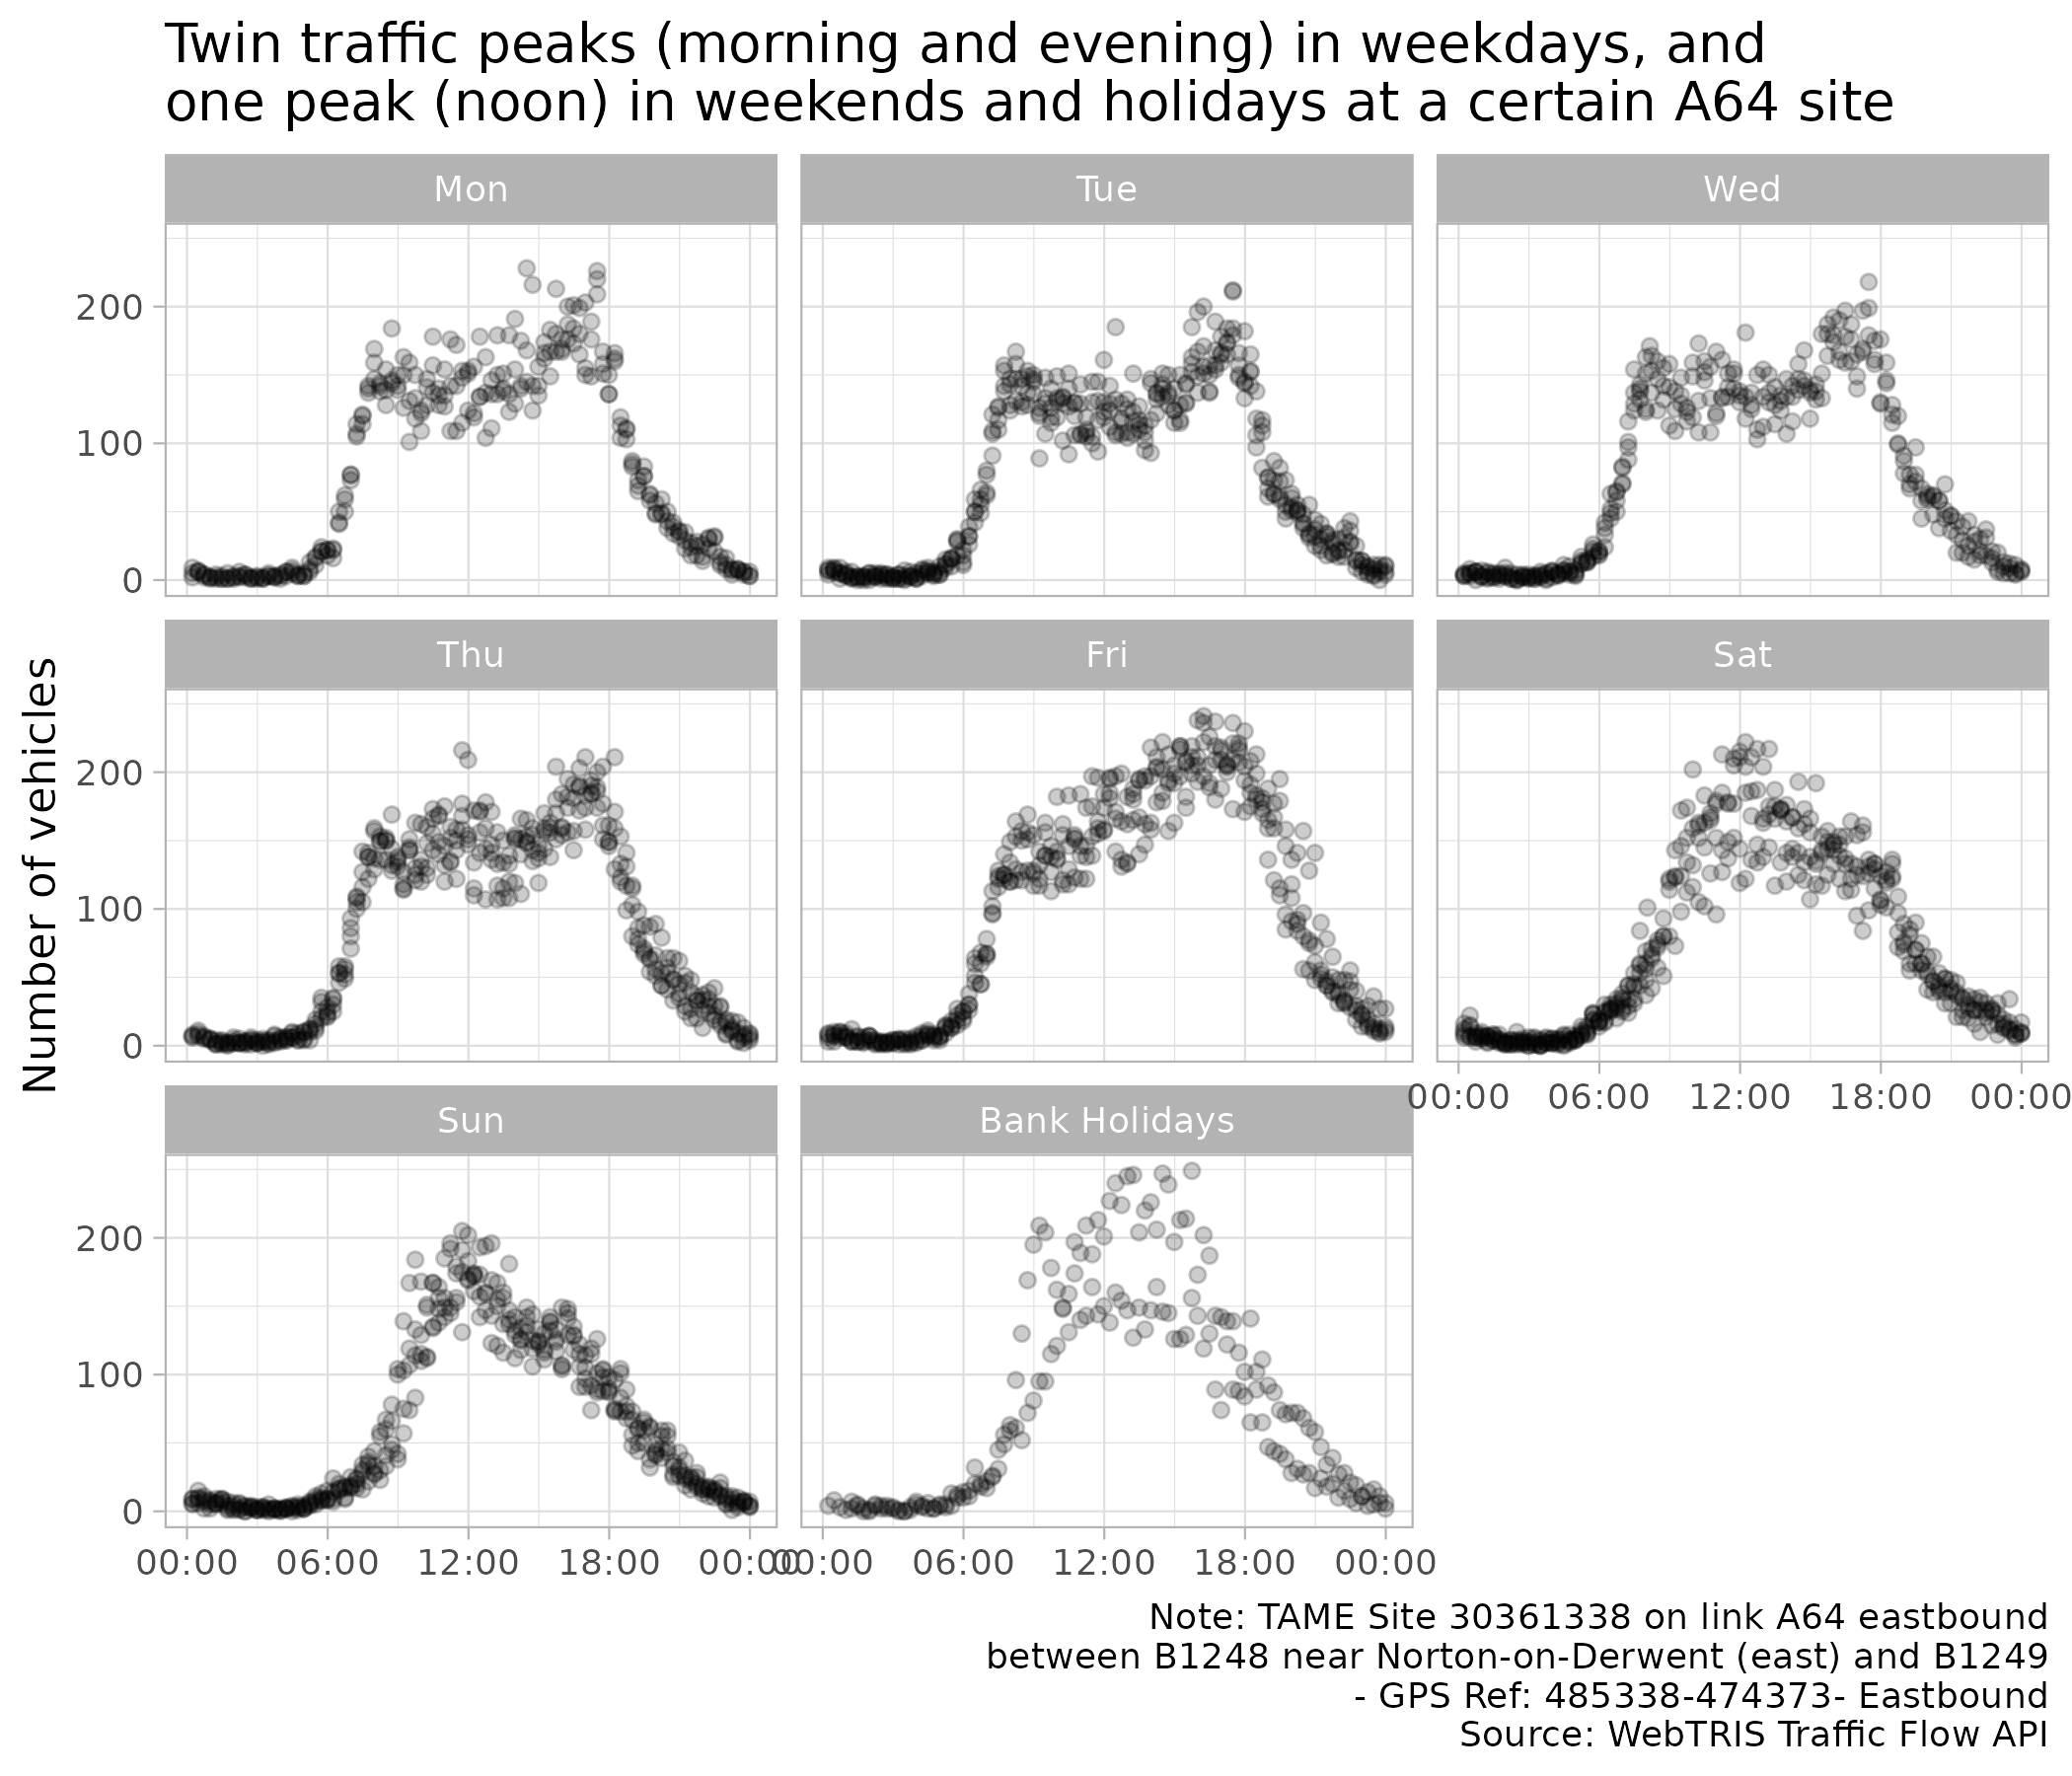 Twin traffic peaks (morning and evening) in weekdays, and
one peak (noon) in weekends and holidays at a certain A64 site
Mon
Tue
Wed
200
100
0
Thu
Fri
Sat
Number of vehicles
200
100
0
00:00 06:00 12:00 18:00 00:00
Sun
Bank Holidays
200
100
0
00:00 06:00 12:00 18:00 00:00
00:00 06:00 12:00 18:00 00:00
Note: TAME Site 30361338 on link A64 eastbound
between B1248 near Norton-on-Derwent (east) and B1249
- GPS Ref: 485338-474373- Eastbound
Source: WebTRIS Traffic Flow API